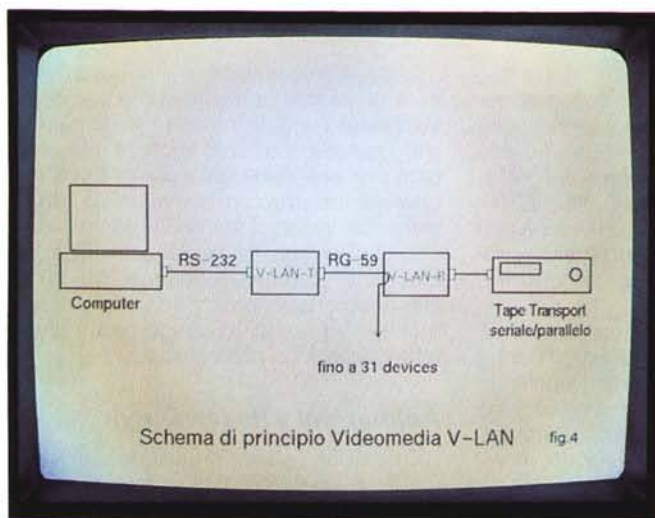 RS-232
V-LAN-T
RG-59
V-LAN-R
Computer
Tape Transport
seriale/parallelo
fino a 31 devices
Schema di principio Videomedia V-LAN fig.4